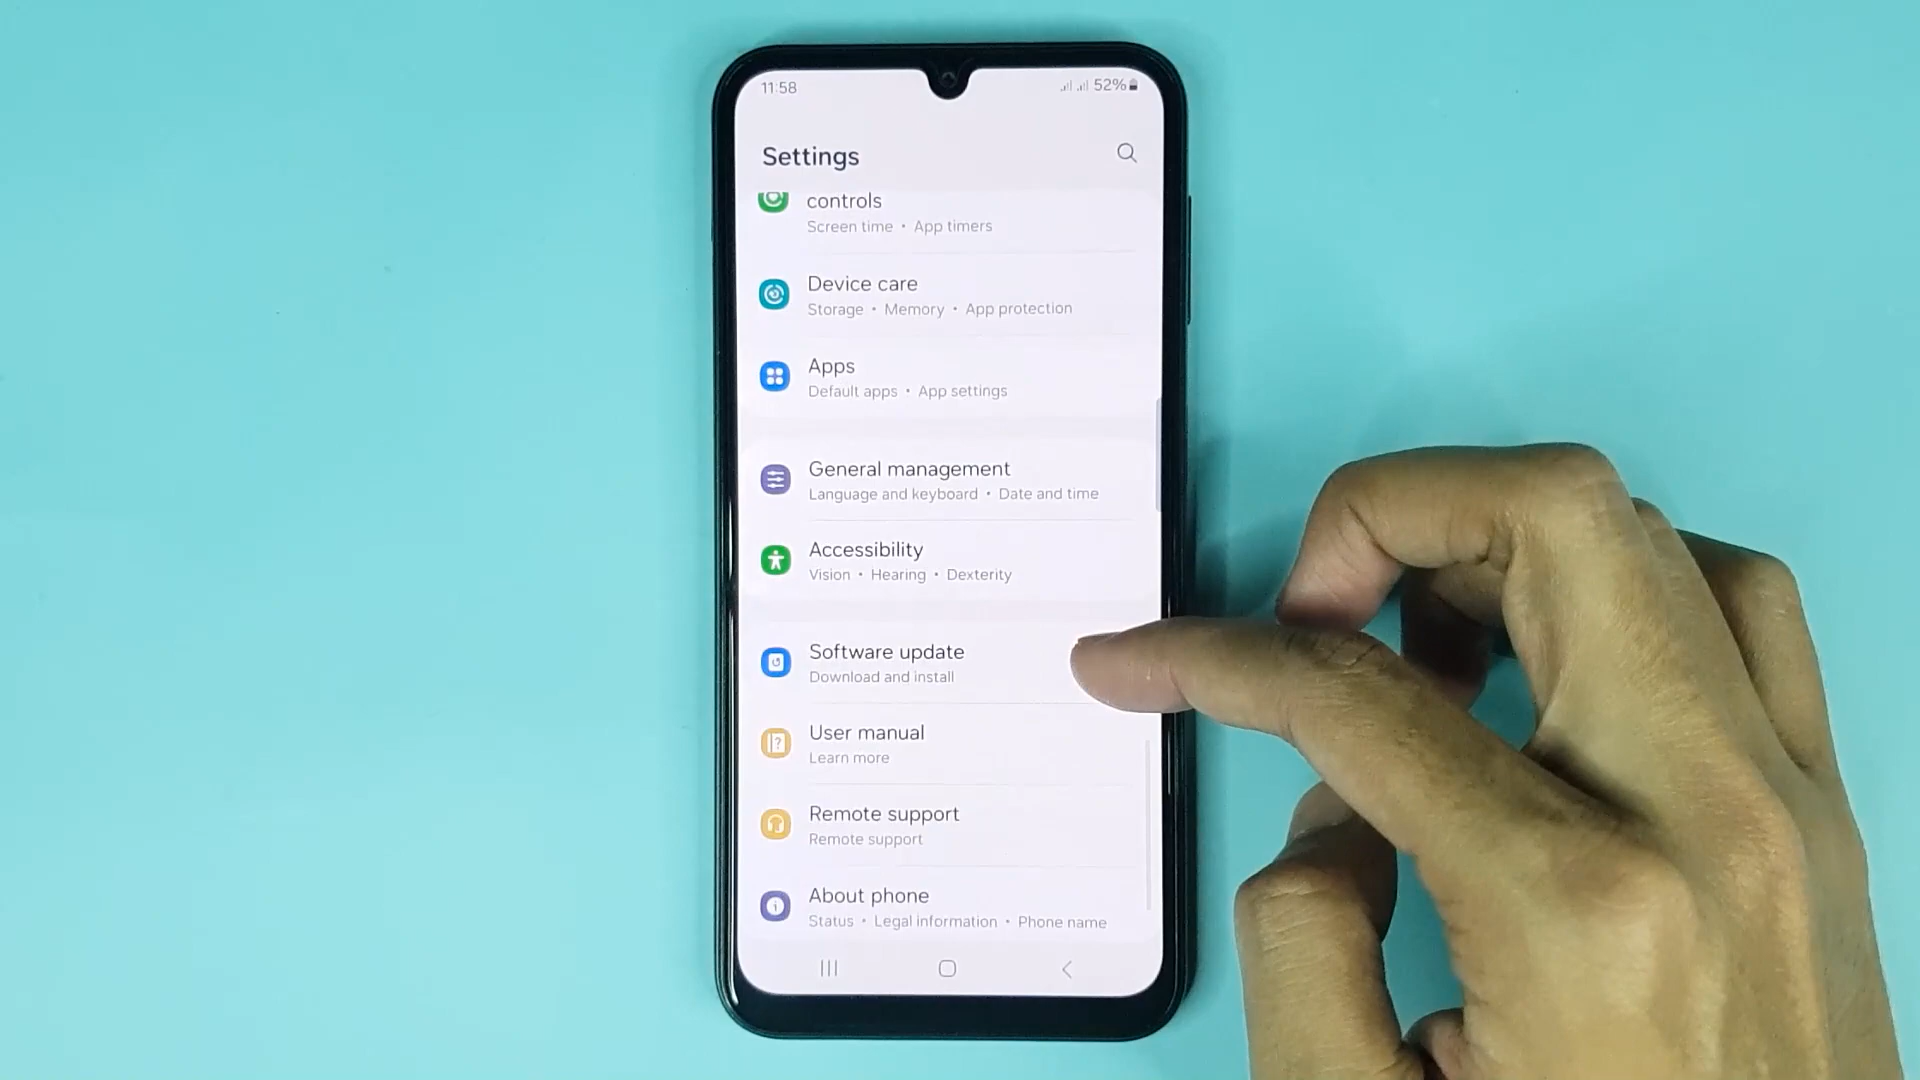 11:58
52%
Settings
controls
Screen time • App timers
Device care
Storage • Memory • App protection
Apps
Default apps • App settings
General management
Language and keyboard • Date and time
Accessibility
Vision • Hearing • Dexterity
Software update
Download and install
User manual
Learn more
Remote support
Remote support
About phone
Status • Legal information • Phone name